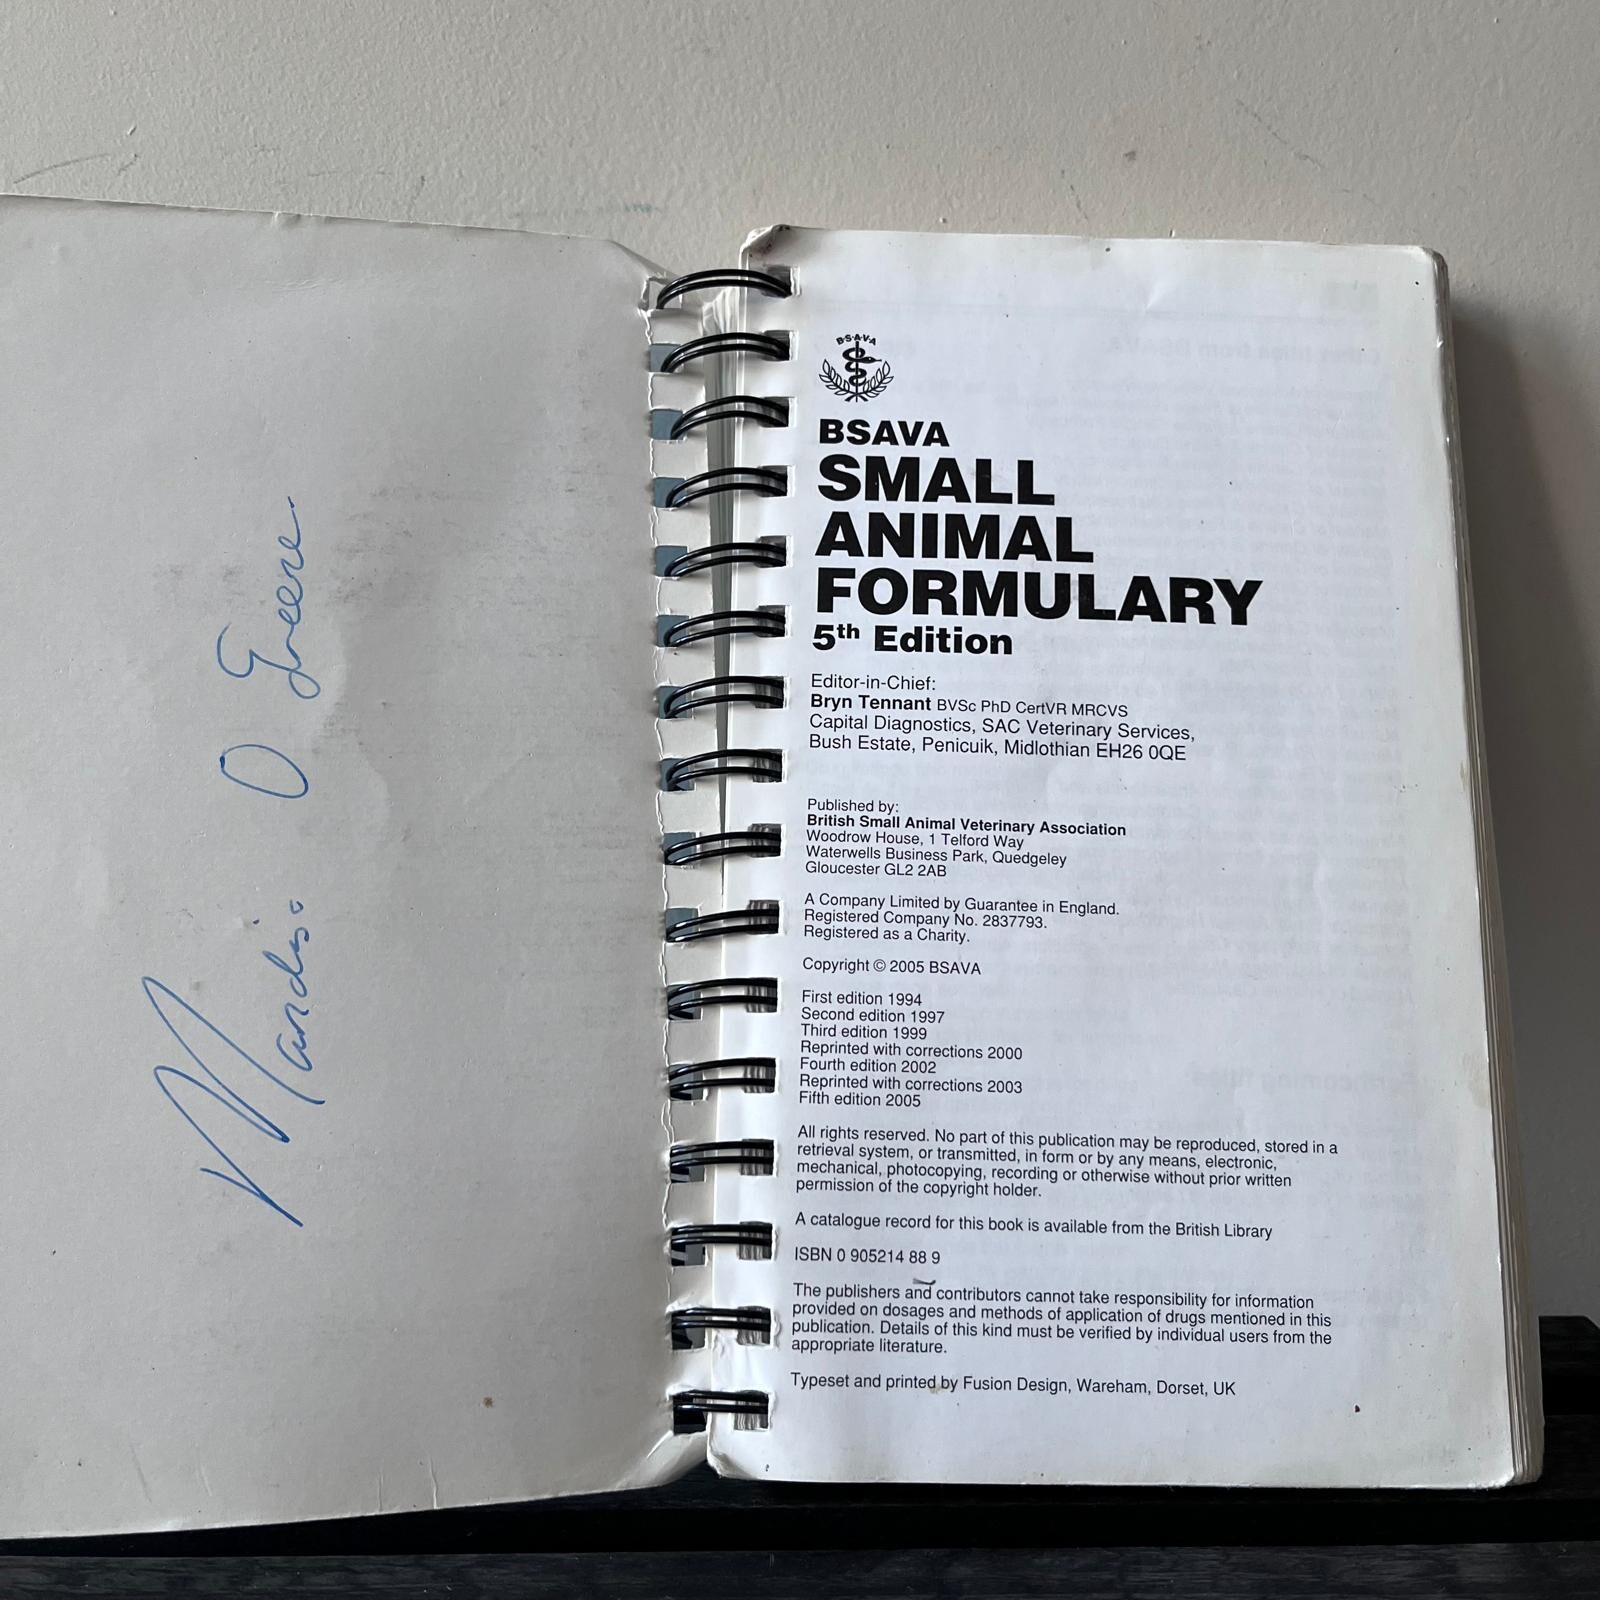 Mandi. O Greene.
B·S·A·V·A
BSAVA
SMALL
ANIMAL
FORMULARY
5th Edition
Editor-in-Chief:
Bryn Tennant BVSc PhD CertVR MRCVS
Capital Diagnostics, SAC Veterinary Services,
Bush Estate, Penicuik, Midlothian EH26 0QE
Published by:
British Small Animal Veterinary Association
Woodrow House, 1 Telford Way
Waterwells Business Park, Quedgeley
Gloucester GL2 2AB
A Company Limited by Guarantee in England.
Registered Company No. 2837793.
Registered as a Charity.
Copyright © 2005 BSAVA
First edition 1994
Second edition 1997
Third edition 1999
Reprinted with corrections 2000
Fourth edition 2002
Reprinted with corrections 2003
Fifth edition 2005
All rights reserved. No part of this publication may be reproduced, stored in a
retrieval system, or transmitted, in form or by any means, electronic,
mechanical, photocopying, recording or otherwise without prior written
permission of the copyright holder.
A catalogue record for this book is available from the British Library
ISBN 0 905214 88 9
The publishers and contributors cannot take responsibility for information
provided on dosages and methods of application of drugs mentioned in this
publication. Details of this kind must be verified by individual users from the
appropriate literature.
Typeset and printed by Fusion Design, Wareham, Dorset, UK